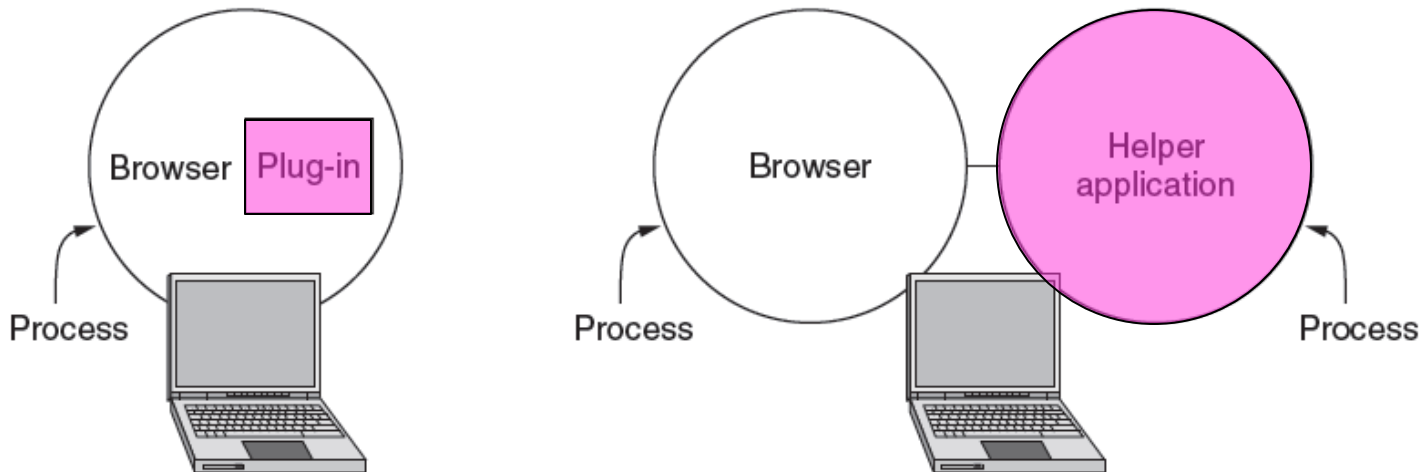 Browser
Plug-in
Process
Browser
Helper
application
Process
Process